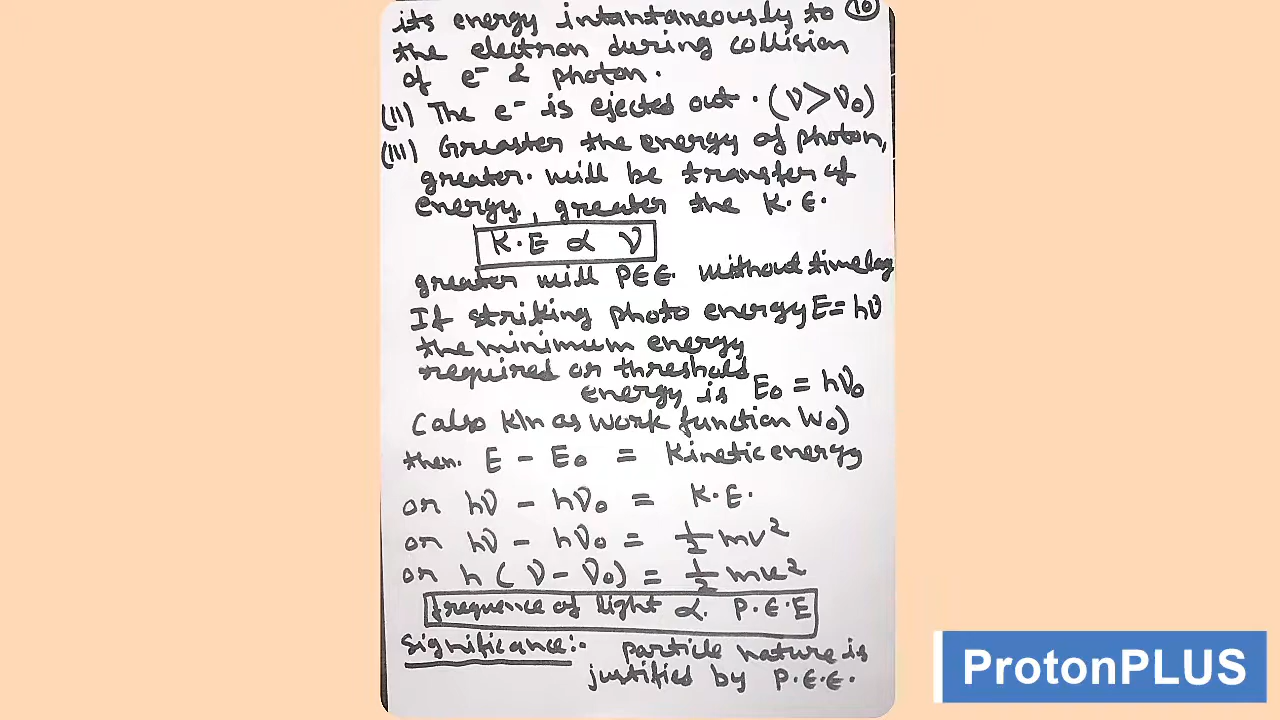 its energy intantaneously to 10
the electron during collision
of e⁻ & photon.
(II) The e⁻ is ejected out. (ν > ν₀)
(III) Greater the energy of photon,
greater. will be transfer of
energy, greater the K.E.
K.E ∝ ν
greater will PEE. without time lag
If striking photo energy E = hν
the minimum energy
required or threshold
energy is E₀ = hν₀
(also k/n as work function W₀)
then. E - E₀ = Kinetic energy
or hν - hν₀ = K.E.
or hν - hν₀ = 1/2 mv²
or h(ν - ν₀) = 1/2 mu²
frequence of light ∝. P.E.E
Significance:- Particle nature is
justified by P.E.E.
ProtonPLUS